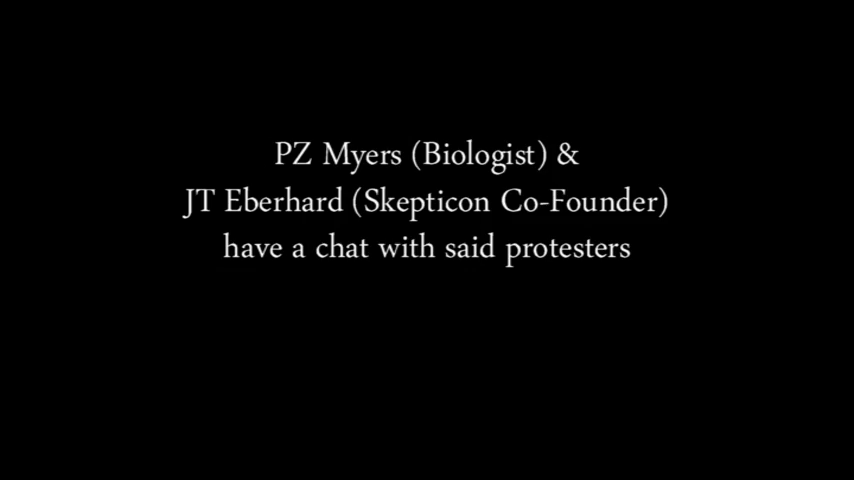 PZ Myers (Biologist) &
JT Eberhard (Skepticon Co-Founder)
have a chat with said protesters